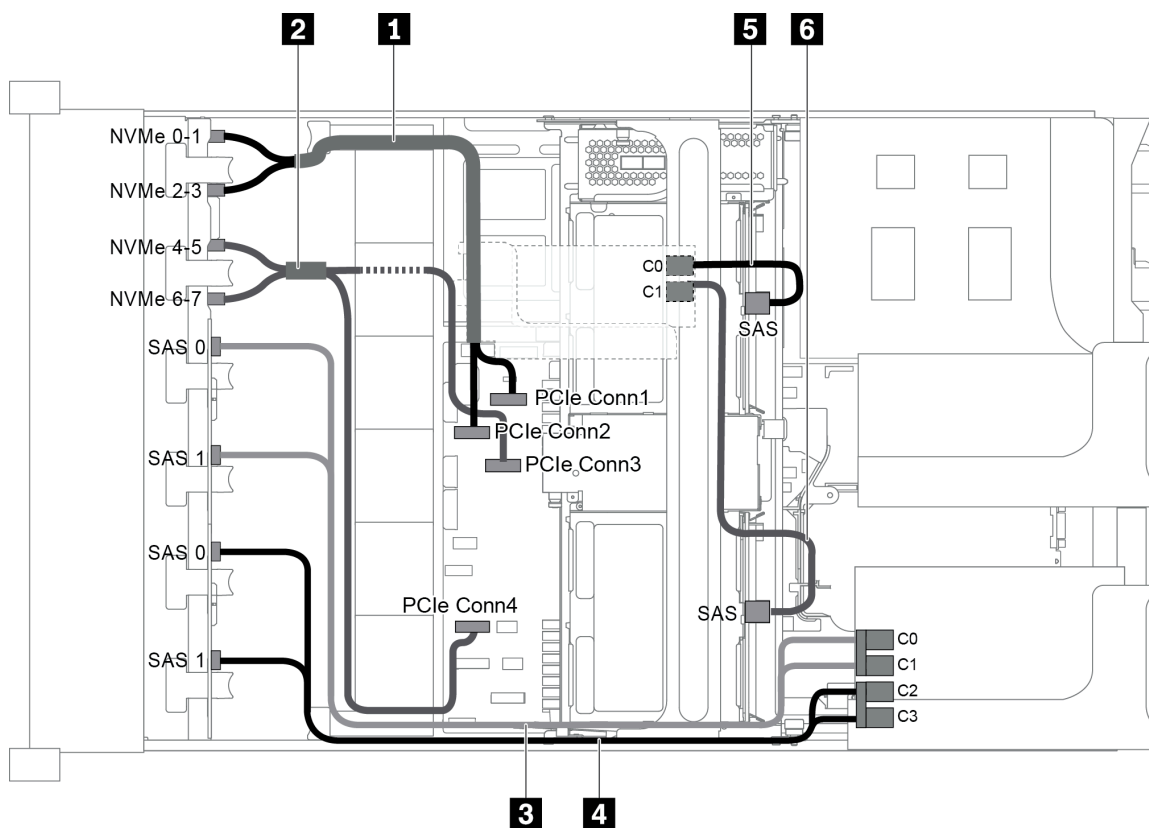 2 1 5 6
NVMe 0-1
NVMe 2-3
NVMe 4-5
C0
C1
NVMe 6-7
SAS
SAS 0
PCIe Conn1
PCIe Conn2
SAS 1
PCIe Conn3
SAS 0
PCIe Conn4
SAS
C0
SAS 1
C1
C2
C3
3 4